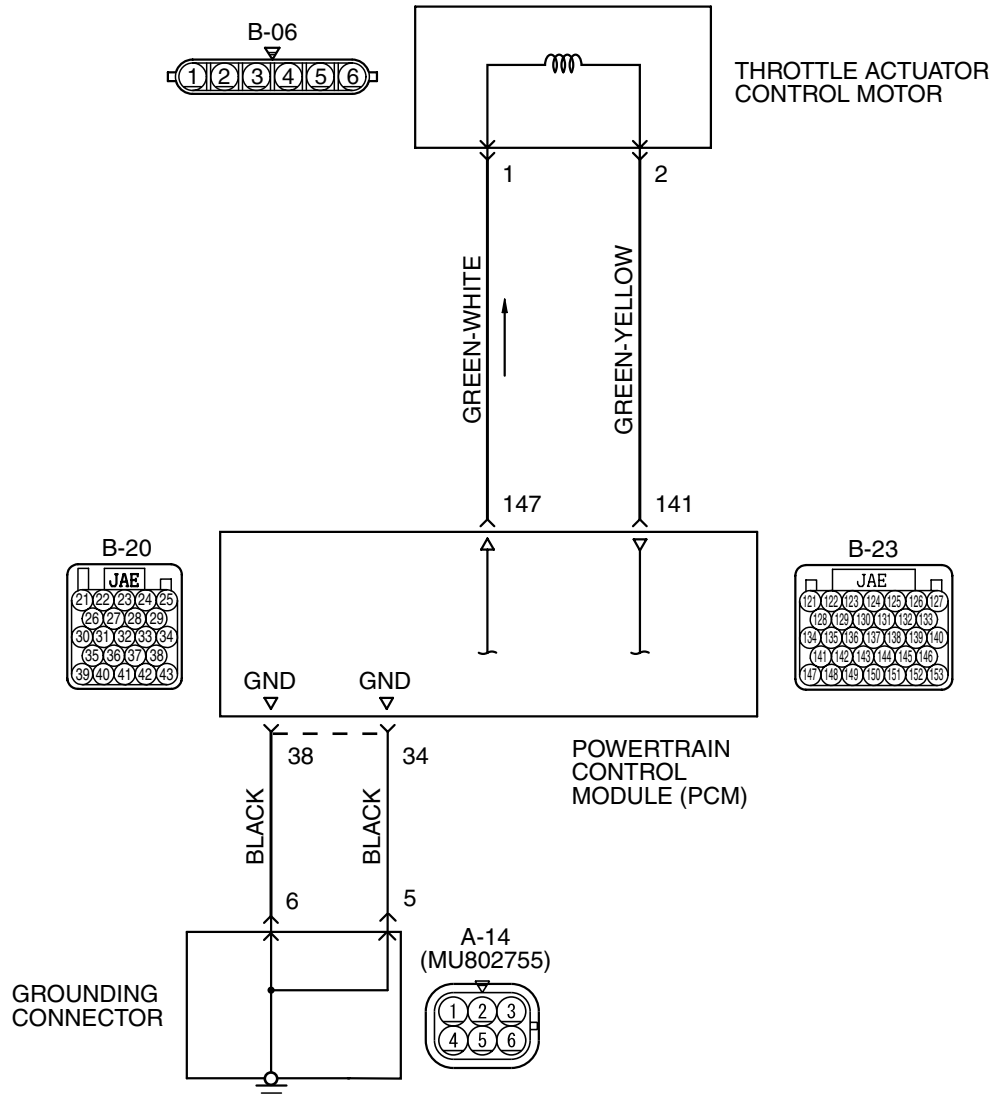 B-06
1 2 3 4 5 6
THROTTLE ACTUATOR
CONTROL MOTOR
1
2
GREEN-WHITE
GREEN-YELLOW
147
141
B-20
JAE
21 22 23 24 25
26 27 28 29
30 31 32 33 34
35 36 37 38
39 40 41 42 43
B-23
JAE
121 122 123 124 125 126 127
128 129 130 131 132 133
134 135 136 137 138 139 140
141 142 143 144 145 146
147 148 149 150 151 152 153
GND
GND
38
34
POWERTRAIN
CONTROL
MODULE (PCM)
BLACK
BLACK
6
5
A-14
(MU802755)
1 2 3
4 5 6
GROUNDING
CONNECTOR